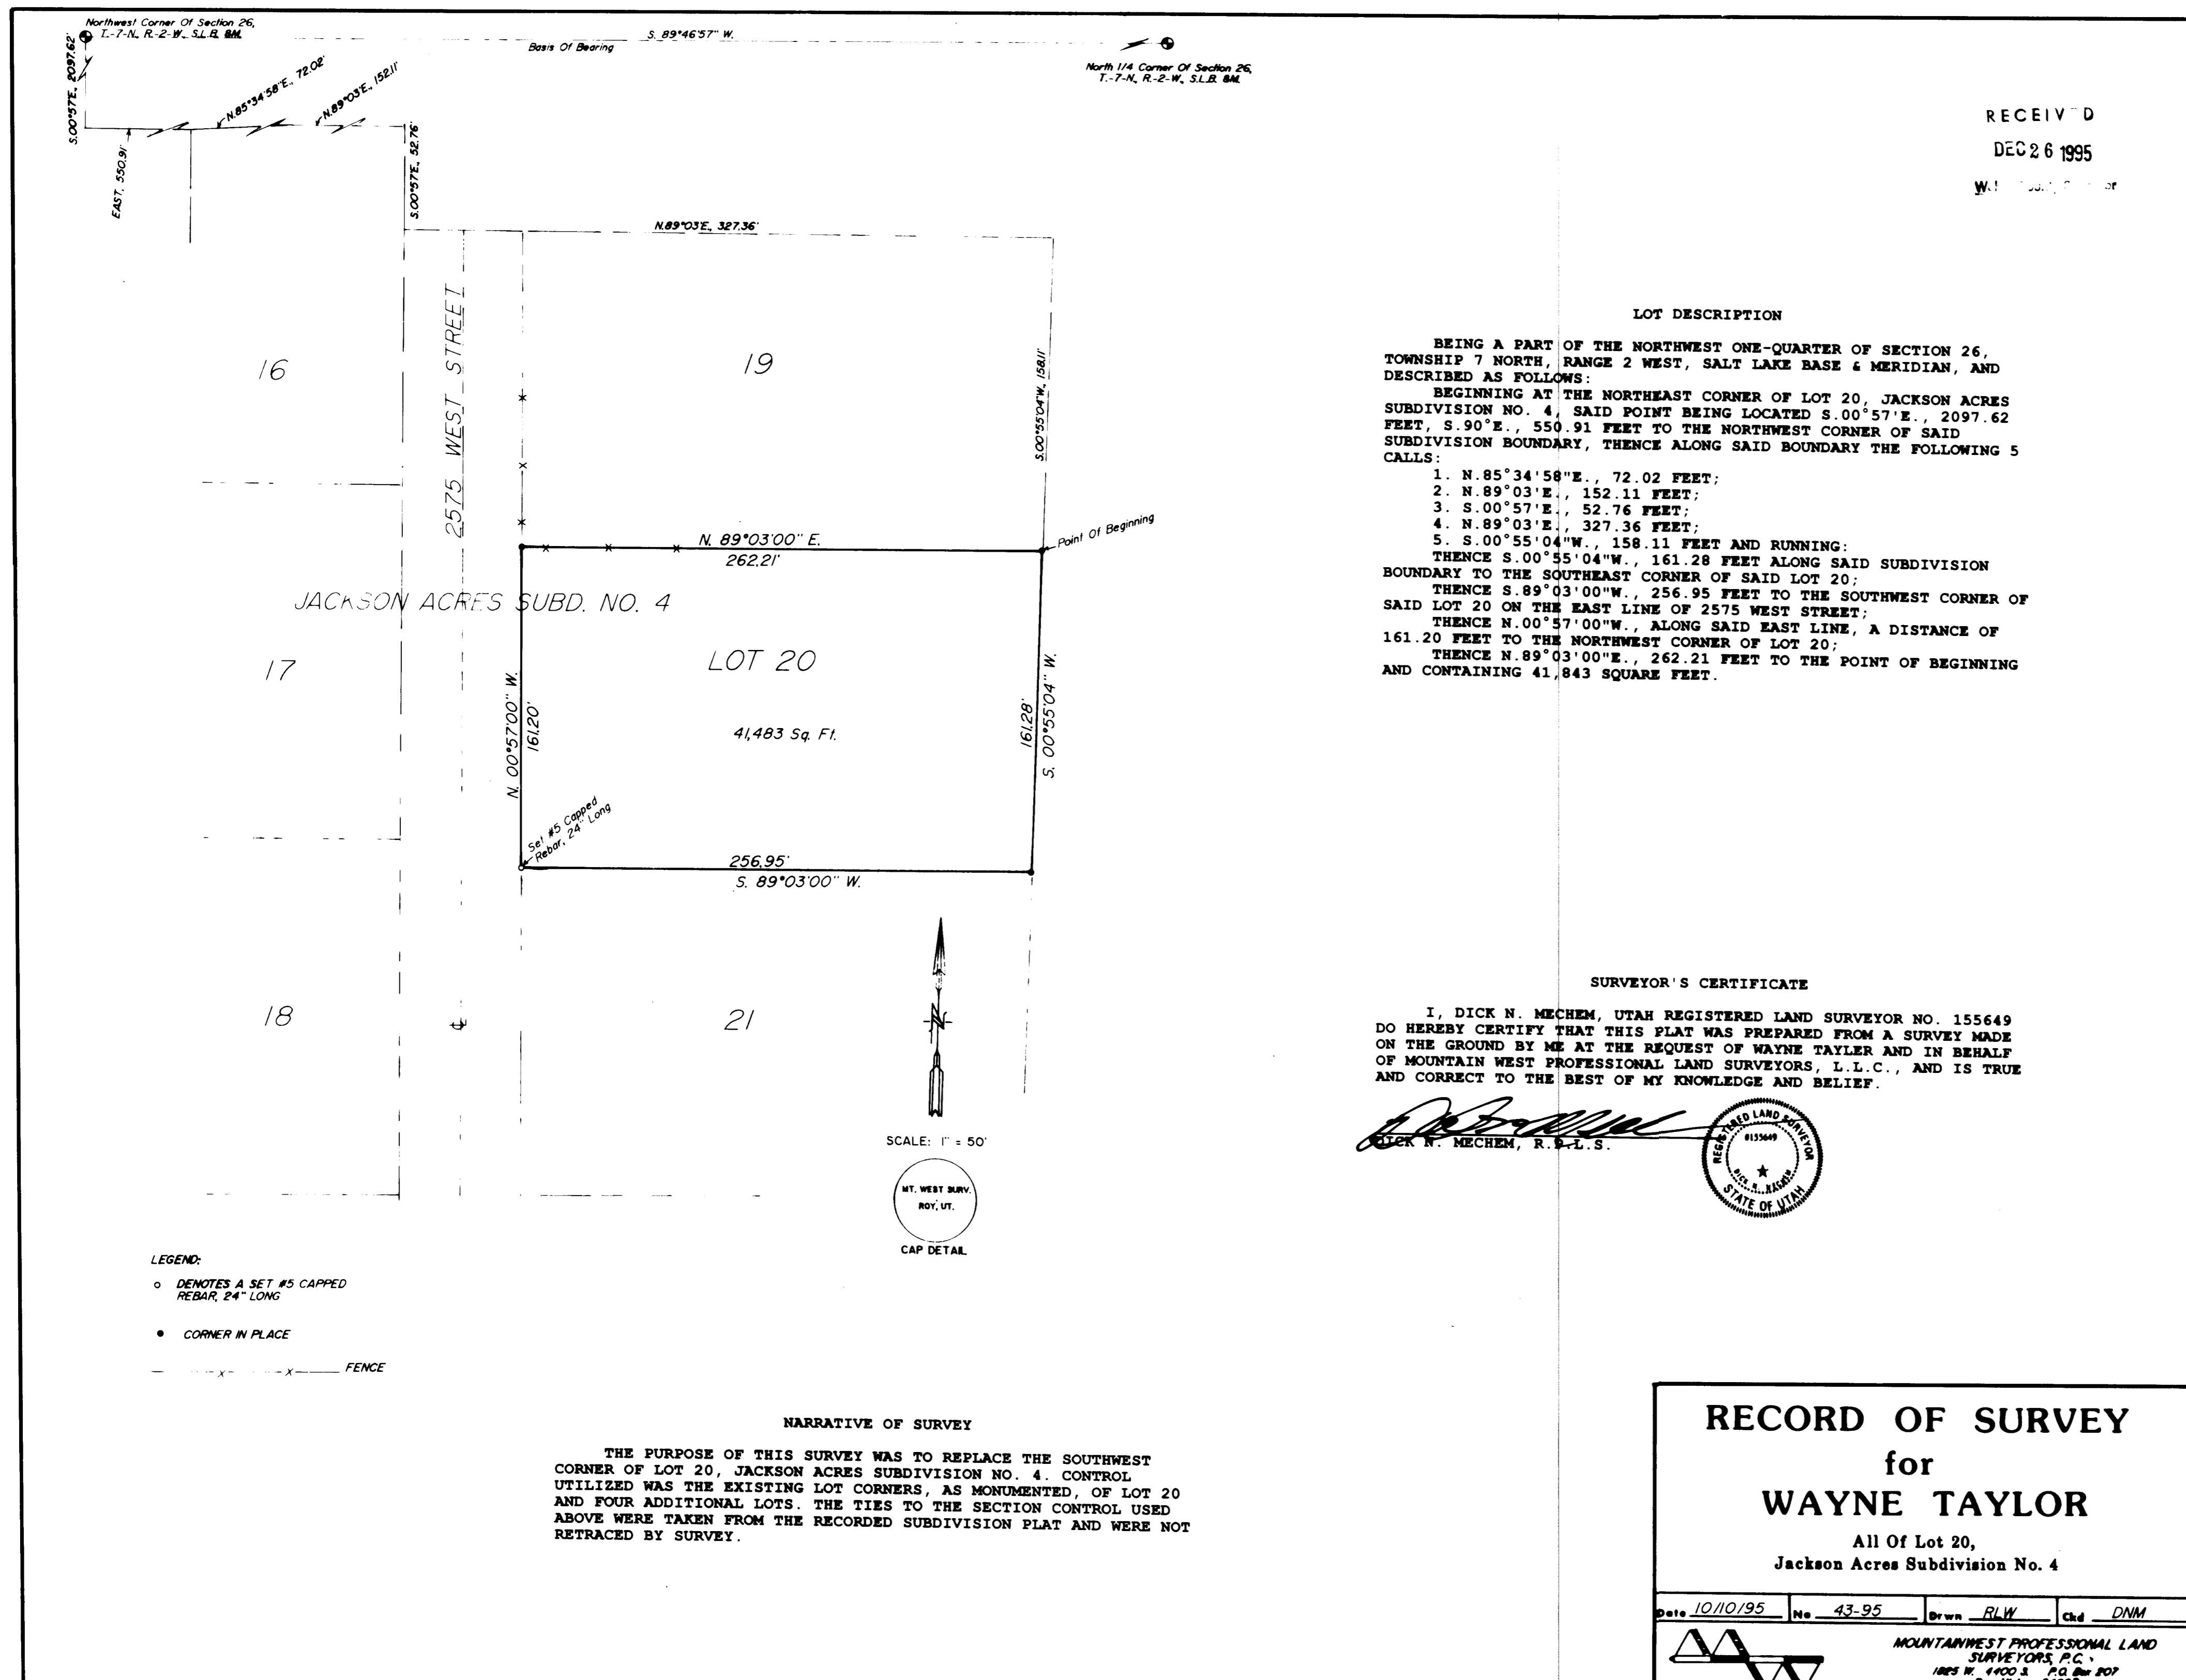 Northwest Corner Of Section 26,
T.-7-N., R.-2-W., S.L.B. &M.
S. 89°46'57" W.
Basis Of Bearing
North 1/4 Corner Of Section 26,
T.-7-N., R.-2-W., S.L.B. &M.
S.00°57'E., 2097.62'
N.85°34'58"E., 72.02'
N.89°03'E., 152.11'
EAST, 550.91'
S.00°57'E., 52.76'
RECEIV D
DEC 26 1995
N.89°03'E., 327.36'
16
2575 WEST STREET
19
S.00°55'04"W., 158.11'
N. 89°03'00" E.
262.21'
Point Of Beginning
JACKSON ACRES SUBD. NO. 4
17
LOT 20
41,483 Sq. Ft.
N. 00°57'00" W.
161.20'
161.28'
S. 00°55'04" W.
Set #5 Capped
Rebar, 24" Long
256.95'
S. 89°03'00" W.
18
21
SCALE: 1" = 50'
MT. WEST SURV.
ROY, UT.
CAP DETAIL
LEGEND:
DENOTES A SET #5 CAPPED
REBAR, 24" LONG
CORNER IN PLACE
FENCE
LOT DESCRIPTION
BEING A PART OF THE NORTHWEST ONE-QUARTER OF SECTION 26,
TOWNSHIP 7 NORTH, RANGE 2 WEST, SALT LAKE BASE & MERIDIAN, AND
DESCRIBED AS FOLLOWS:
BEGINNING AT THE NORTHEAST CORNER OF LOT 20, JACKSON ACRES
SUBDIVISION NO. 4, SAID POINT BEING LOCATED S.00°57'E., 2097.62
FEET, S.90°E., 550.91 FEET TO THE NORTHWEST CORNER OF SAID
SUBDIVISION BOUNDARY, THENCE ALONG SAID BOUNDARY THE FOLLOWING 5
CALLS:
1. N.85°34'58"E., 72.02 FEET;
2. N.89°03'E., 152.11 FEET;
3. S.00°57'E., 52.76 FEET;
4. N.89°03'E., 327.36 FEET;
5. S.00°55'04"W., 158.11 FEET AND RUNNING:
THENCE S.00°55'04"W., 161.28 FEET ALONG SAID SUBDIVISION
BOUNDARY TO THE SOUTHEAST CORNER OF SAID LOT 20;
THENCE S.89°03'00"W., 256.95 FEET TO THE SOUTHWEST CORNER OF
SAID LOT 20 ON THE EAST LINE OF 2575 WEST STREET;
THENCE N.00°57'00"W., ALONG SAID EAST LINE, A DISTANCE OF
161.20 FEET TO THE NORTHWEST CORNER OF LOT 20;
THENCE N.89°03'00"E., 262.21 FEET TO THE POINT OF BEGINNING
AND CONTAINING 41,843 SQUARE FEET.
SURVEYOR'S CERTIFICATE
I, DICK N. MECHEM, UTAH REGISTERED LAND SURVEYOR NO. 155649
DO HEREBY CERTIFY THAT THIS PLAT WAS PREPARED FROM A SURVEY MADE
ON THE GROUND BY ME AT THE REQUEST OF WAYNE TAYLER AND IN BEHALF
OF MOUNTAIN WEST PROFESSIONAL LAND SURVEYORS, L.L.C., AND IS TRUE
AND CORRECT TO THE BEST OF MY KNOWLEDGE AND BELIEF.
DICK N. MECHEM, R.P.L.S.
REGISTERED LAND SURVEYOR
#155649
STATE OF UTAH
NARRATIVE OF SURVEY
THE PURPOSE OF THIS SURVEY WAS TO REPLACE THE SOUTHWEST
CORNER OF LOT 20, JACKSON ACRES SUBDIVISION NO. 4. CONTROL
UTILIZED WAS THE EXISTING LOT CORNERS, AS MONUMENTED, OF LOT 20
AND FOUR ADDITIONAL LOTS. THE TIES TO THE SECTION CONTROL USED
ABOVE WERE TAKEN FROM THE RECORDED SUBDIVISION PLAT AND WERE NOT
RETRACED BY SURVEY.
RECORD OF SURVEY
for
WAYNE TAYLOR
All Of Lot 20,
Jackson Acres Subdivision No. 4
Date 10/10/95 No 43-95 Drwn RLW Ckd DNM
MOUNTAINWEST PROFESSIONAL LAND
SURVEYORS, P.C.
1825 W. 4400 S. P.O. Box 207